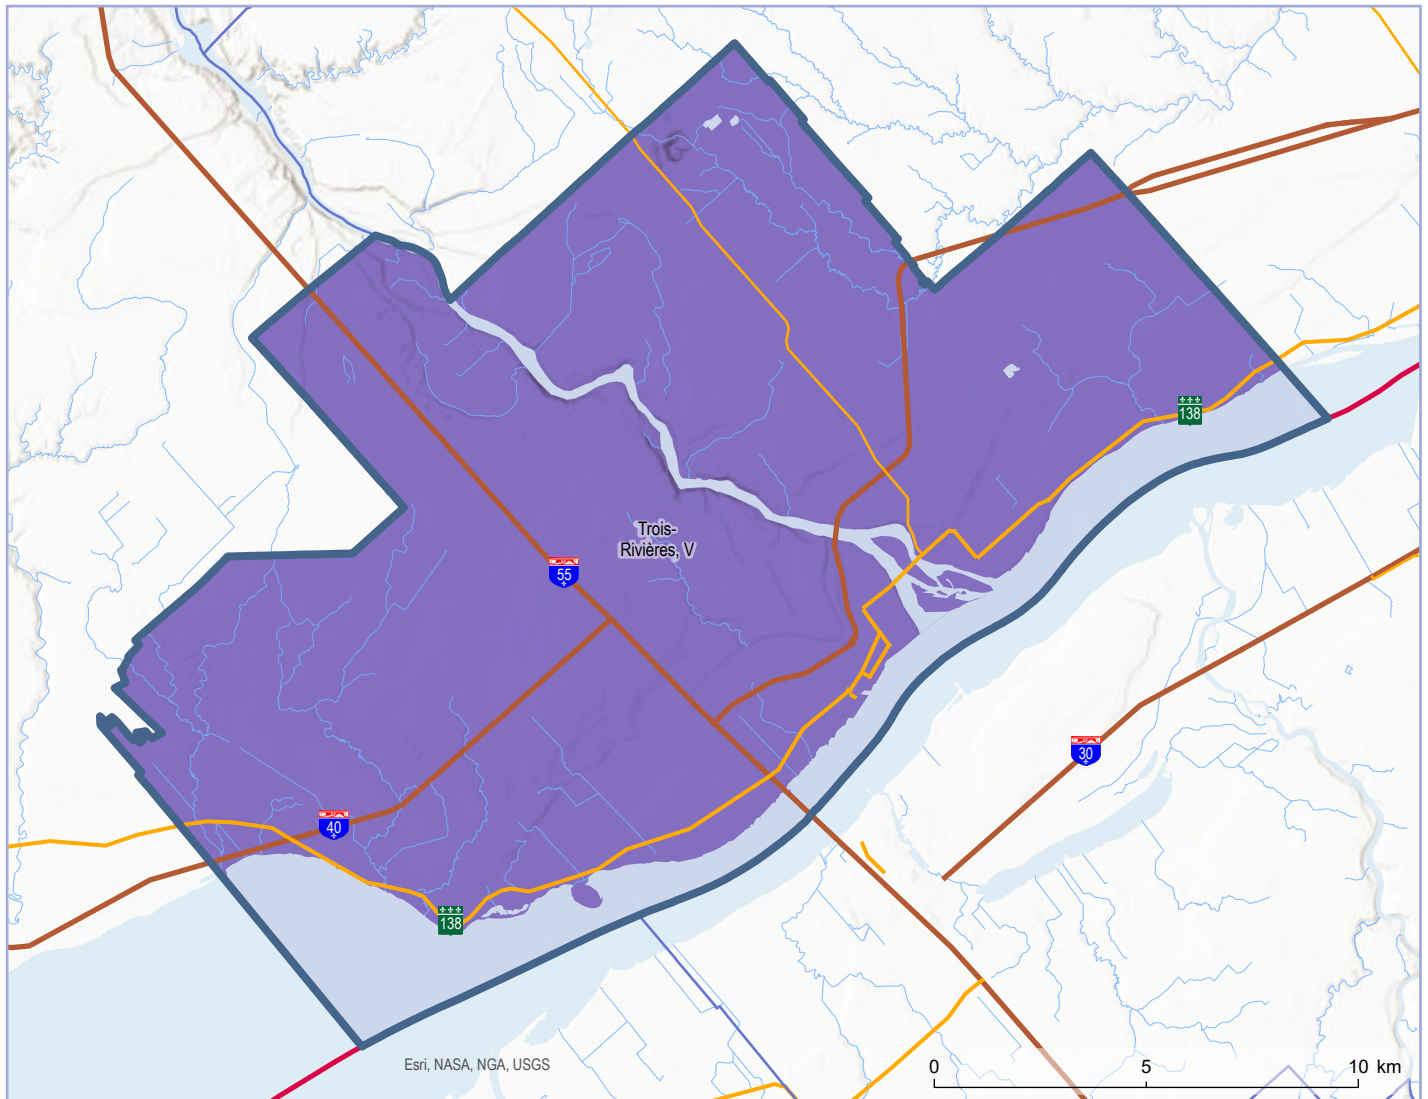 138
Trois-
Rivières, V
55
30
40
138
Esri, NASA, NGA, USGS
0 5 10 km